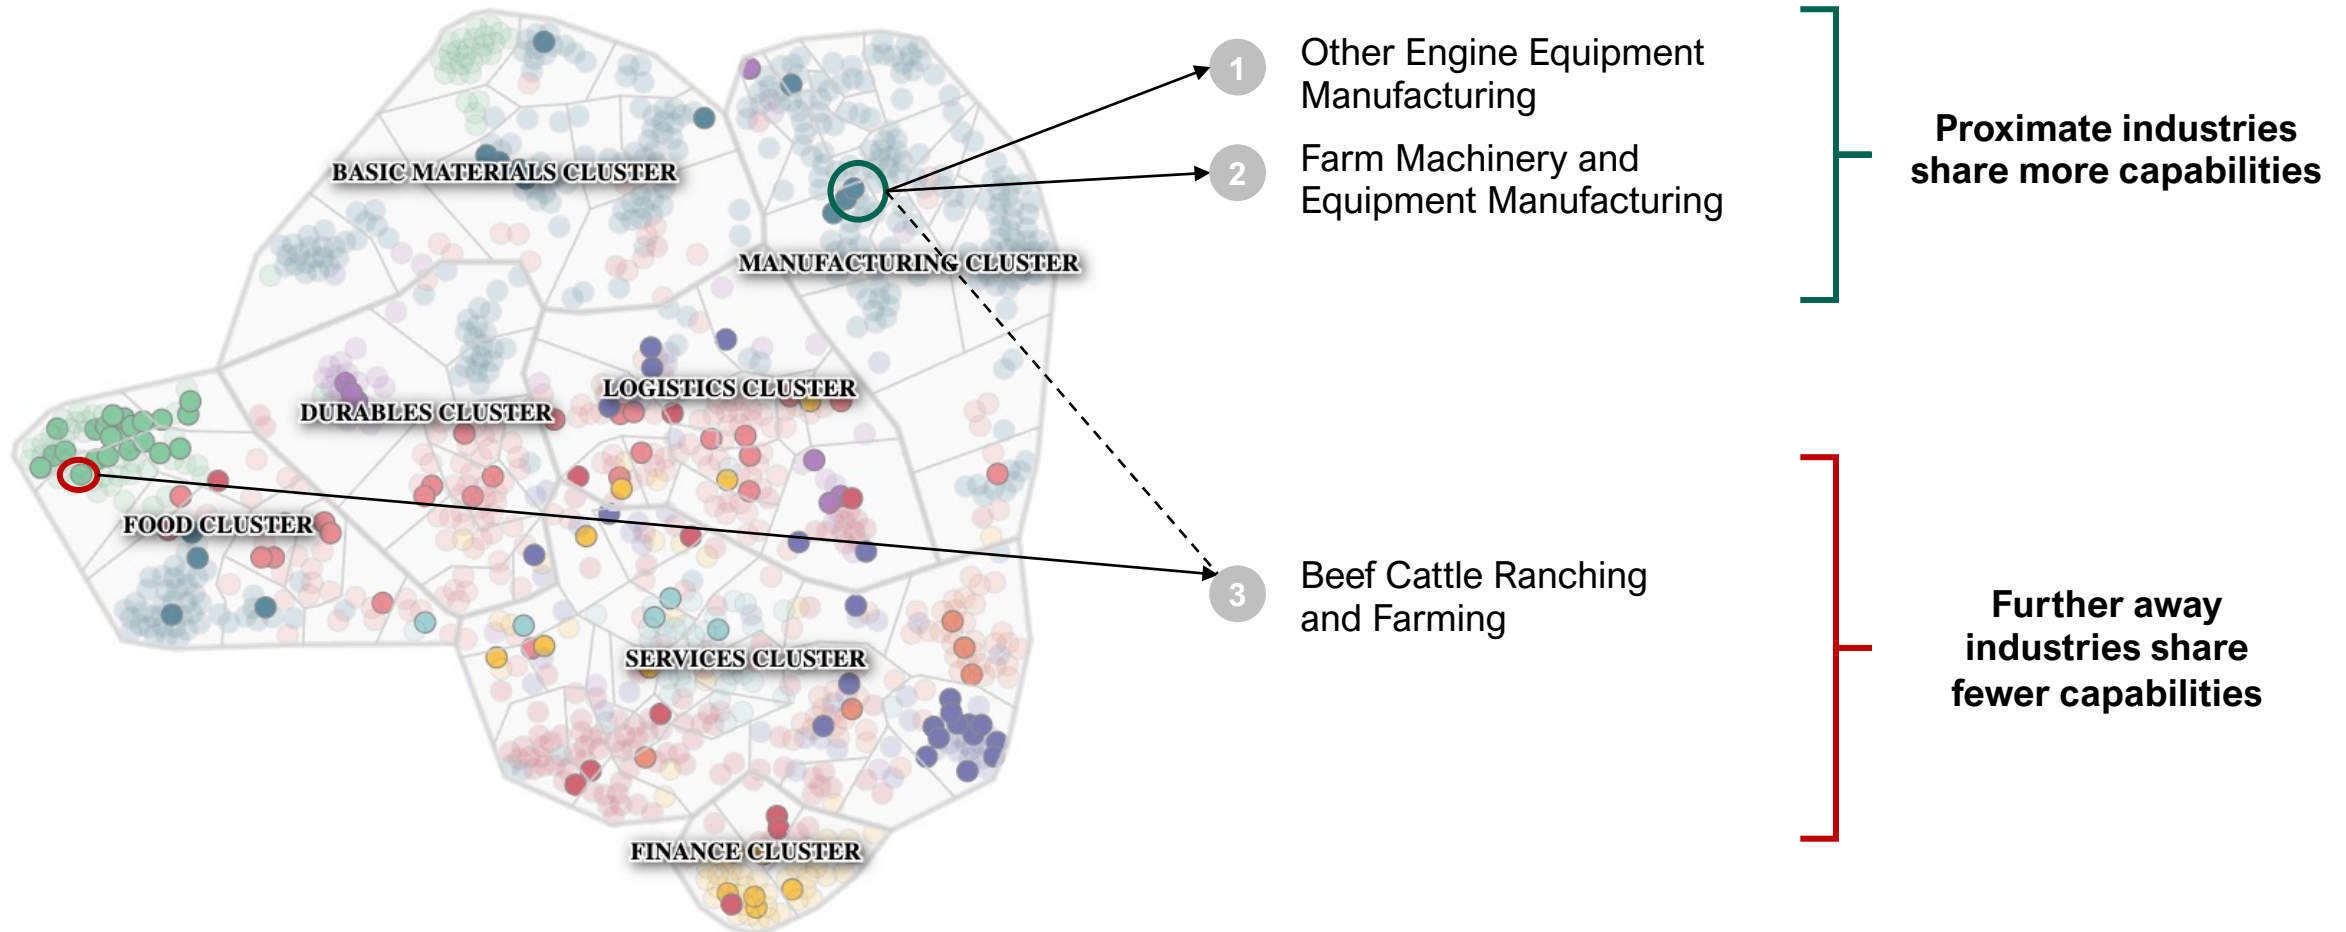 BASIC MATERIALS CLUSTER
MANUFACTURING CLUSTER
LOGISTICS CLUSTER
DURABLES CLUSTER
FOOD CLUSTER
SERVICES CLUSTER
FINANCE CLUSTER
1
Other Engine Equipment
Manufacturing
2
Farm Machinery and
Equipment Manufacturing
3
Beef Cattle Ranching
and Farming
Proximate industries
share more capabilities
Further away
industries share
fewer capabilities